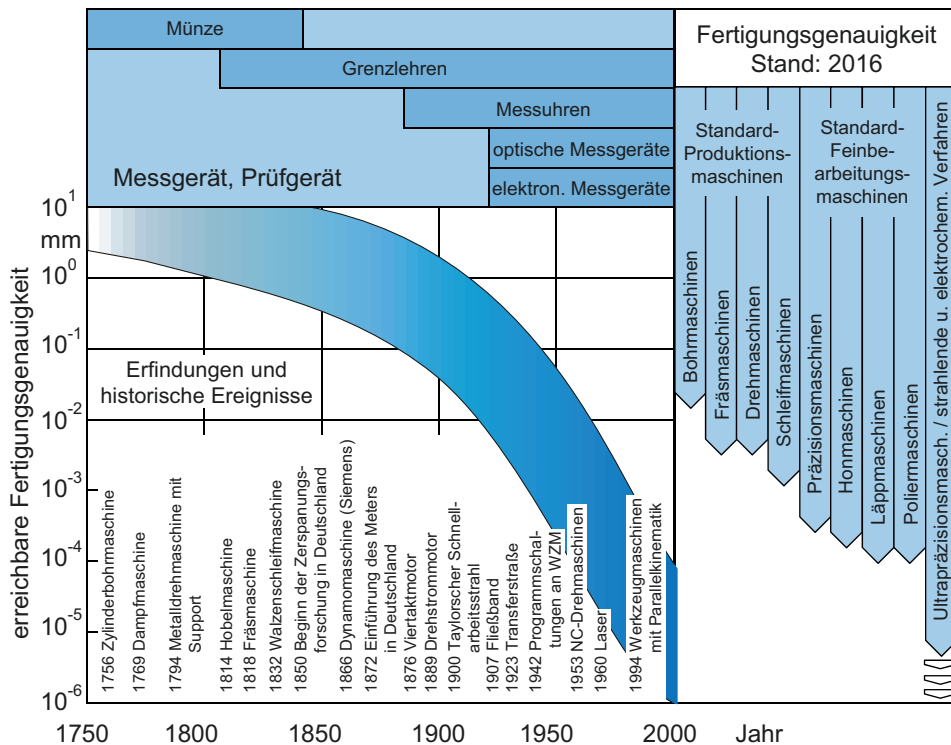 Münze
Grenzlehren
Messuhren
optische Messgeräte
elektron. Messgeräte
Messgerät, Prüfgerät
Fertigungsgenauigkeit
Stand: 2016
Standard-
Produktions-
maschinen
Standard-
Feinbe-
arbeitungs-
maschinen
Bohrmaschinen
Fräsmaschinen
Drehmaschinen
Schleifmaschinen
Präzisionsmaschinen
Honmaschinen
Läppmaschinen
Poliermaschinen
Ultrapräzisionsmasch. / strahlende u. elektrochem. Verfahren
erreichbare Fertigungsgenauigkeit
10^1
mm
10^0
10^-1
10^-2
10^-3
10^-4
10^-5
10^-6
Erfindungen und
historische Ereignisse
1756 Zylinderbohrmaschine
1769 Dampfmaschine
1794 Metalldrehmaschine mit
Support
1814 Hobelmaschine
1818 Fräsmaschine
1832 Walzenschleifmaschine
1850 Beginn der Zerspanungs-
forschung in Deutschland
1866 Dynamomaschine (Siemens)
1872 Einführung des Meters
in Deutschland
1876 Viertaktmotor
1889 Drehstrommotor
1900 Taylorscher Schnell-
arbeitsstrahl
1907 Fließband
1923 Transferstraße
1942 Programmschal-
tungen an WZM
1953 NC-Drehmaschinen
1960 Laser
1994 Werkzeugmaschinen
mit Parallelkinematik
1750
1800
1850
1900
1950
2000
Jahr